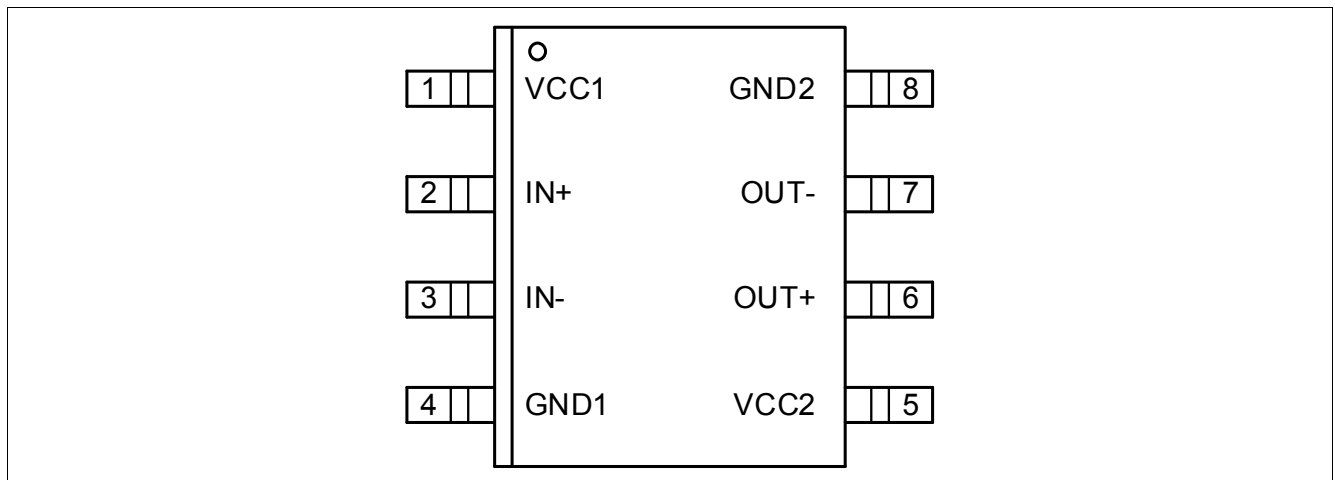 1 VCC1 GND2 8
2 IN+ OUT- 7
3 IN- OUT+ 6
4 GND1 VCC2 5